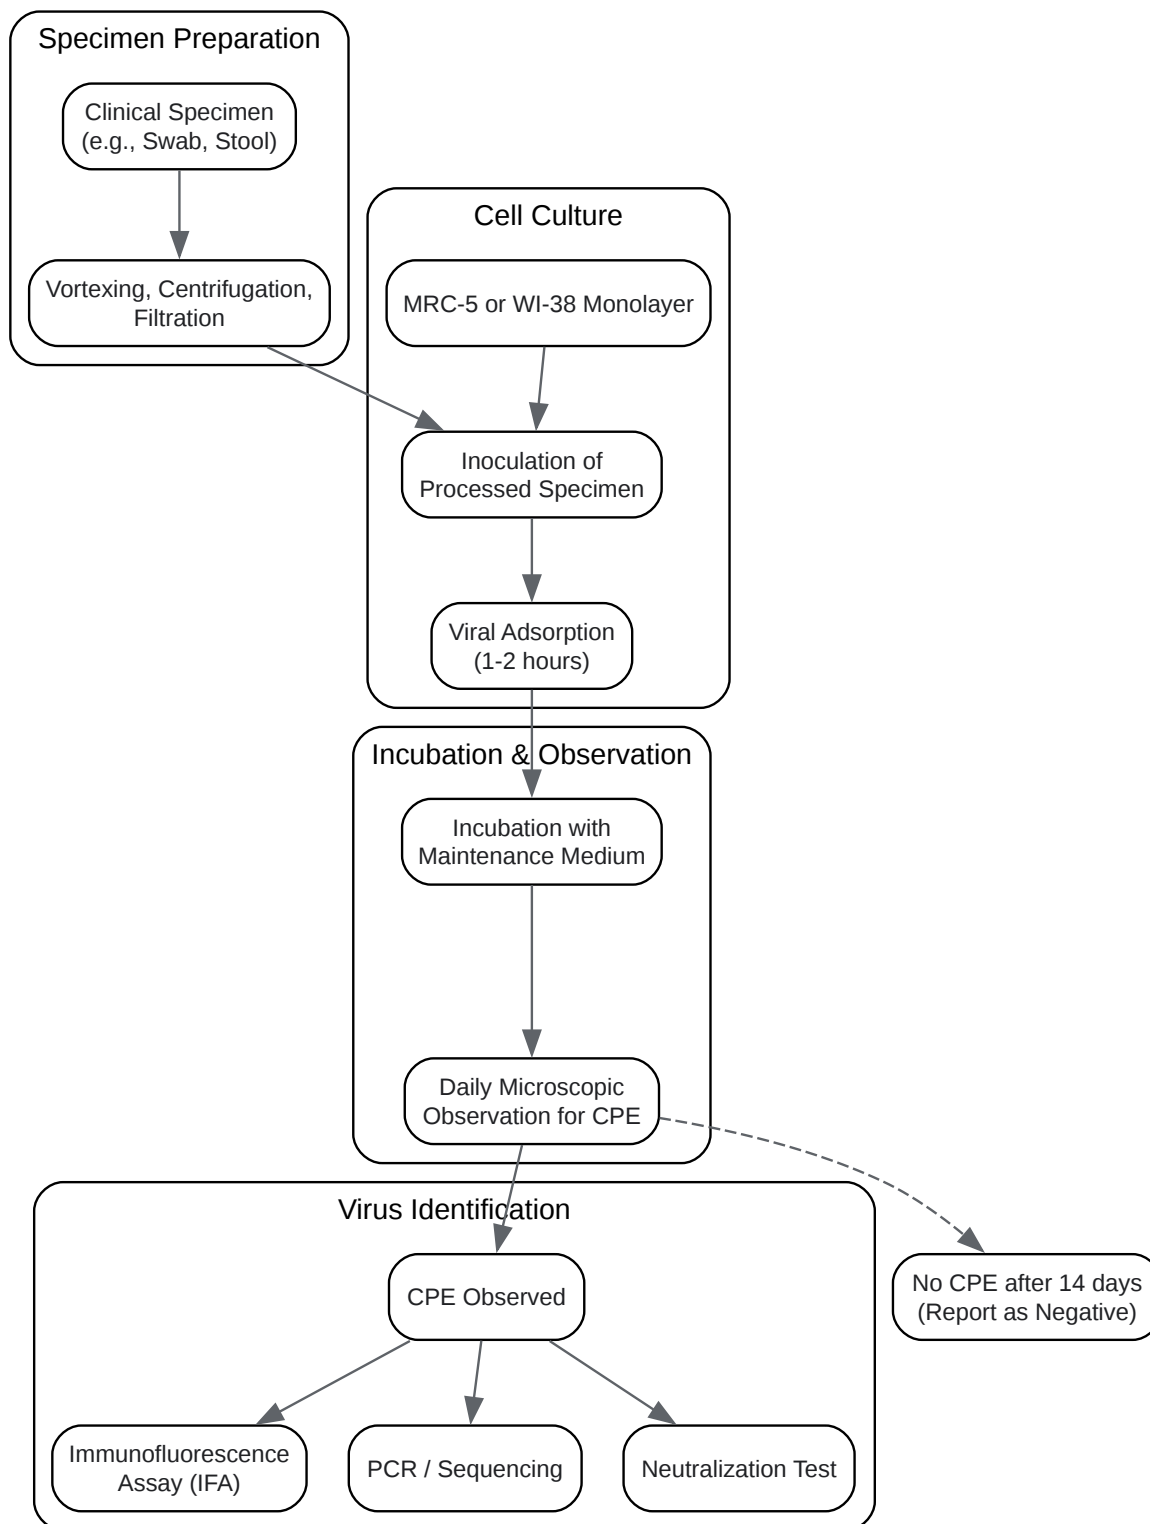 Specimen Preparation
Clinical Specimen
(e.g., Swab, Stool)
Vortexing, Centrifugation,
Filtration
Cell Culture
MRC-5 or WI-38 Monolayer
Inoculation of
Processed Specimen
Viral Adsorption
(1-2 hours)
Incubation & Observation
Incubation with
Maintenance Medium
Daily Microscopic
Observation for CPE
Virus Identification
CPE Observed
No CPE after 14 days
(Report as Negative)
Immunofluorescence
Assay (IFA)
PCR / Sequencing
Neutralization Test